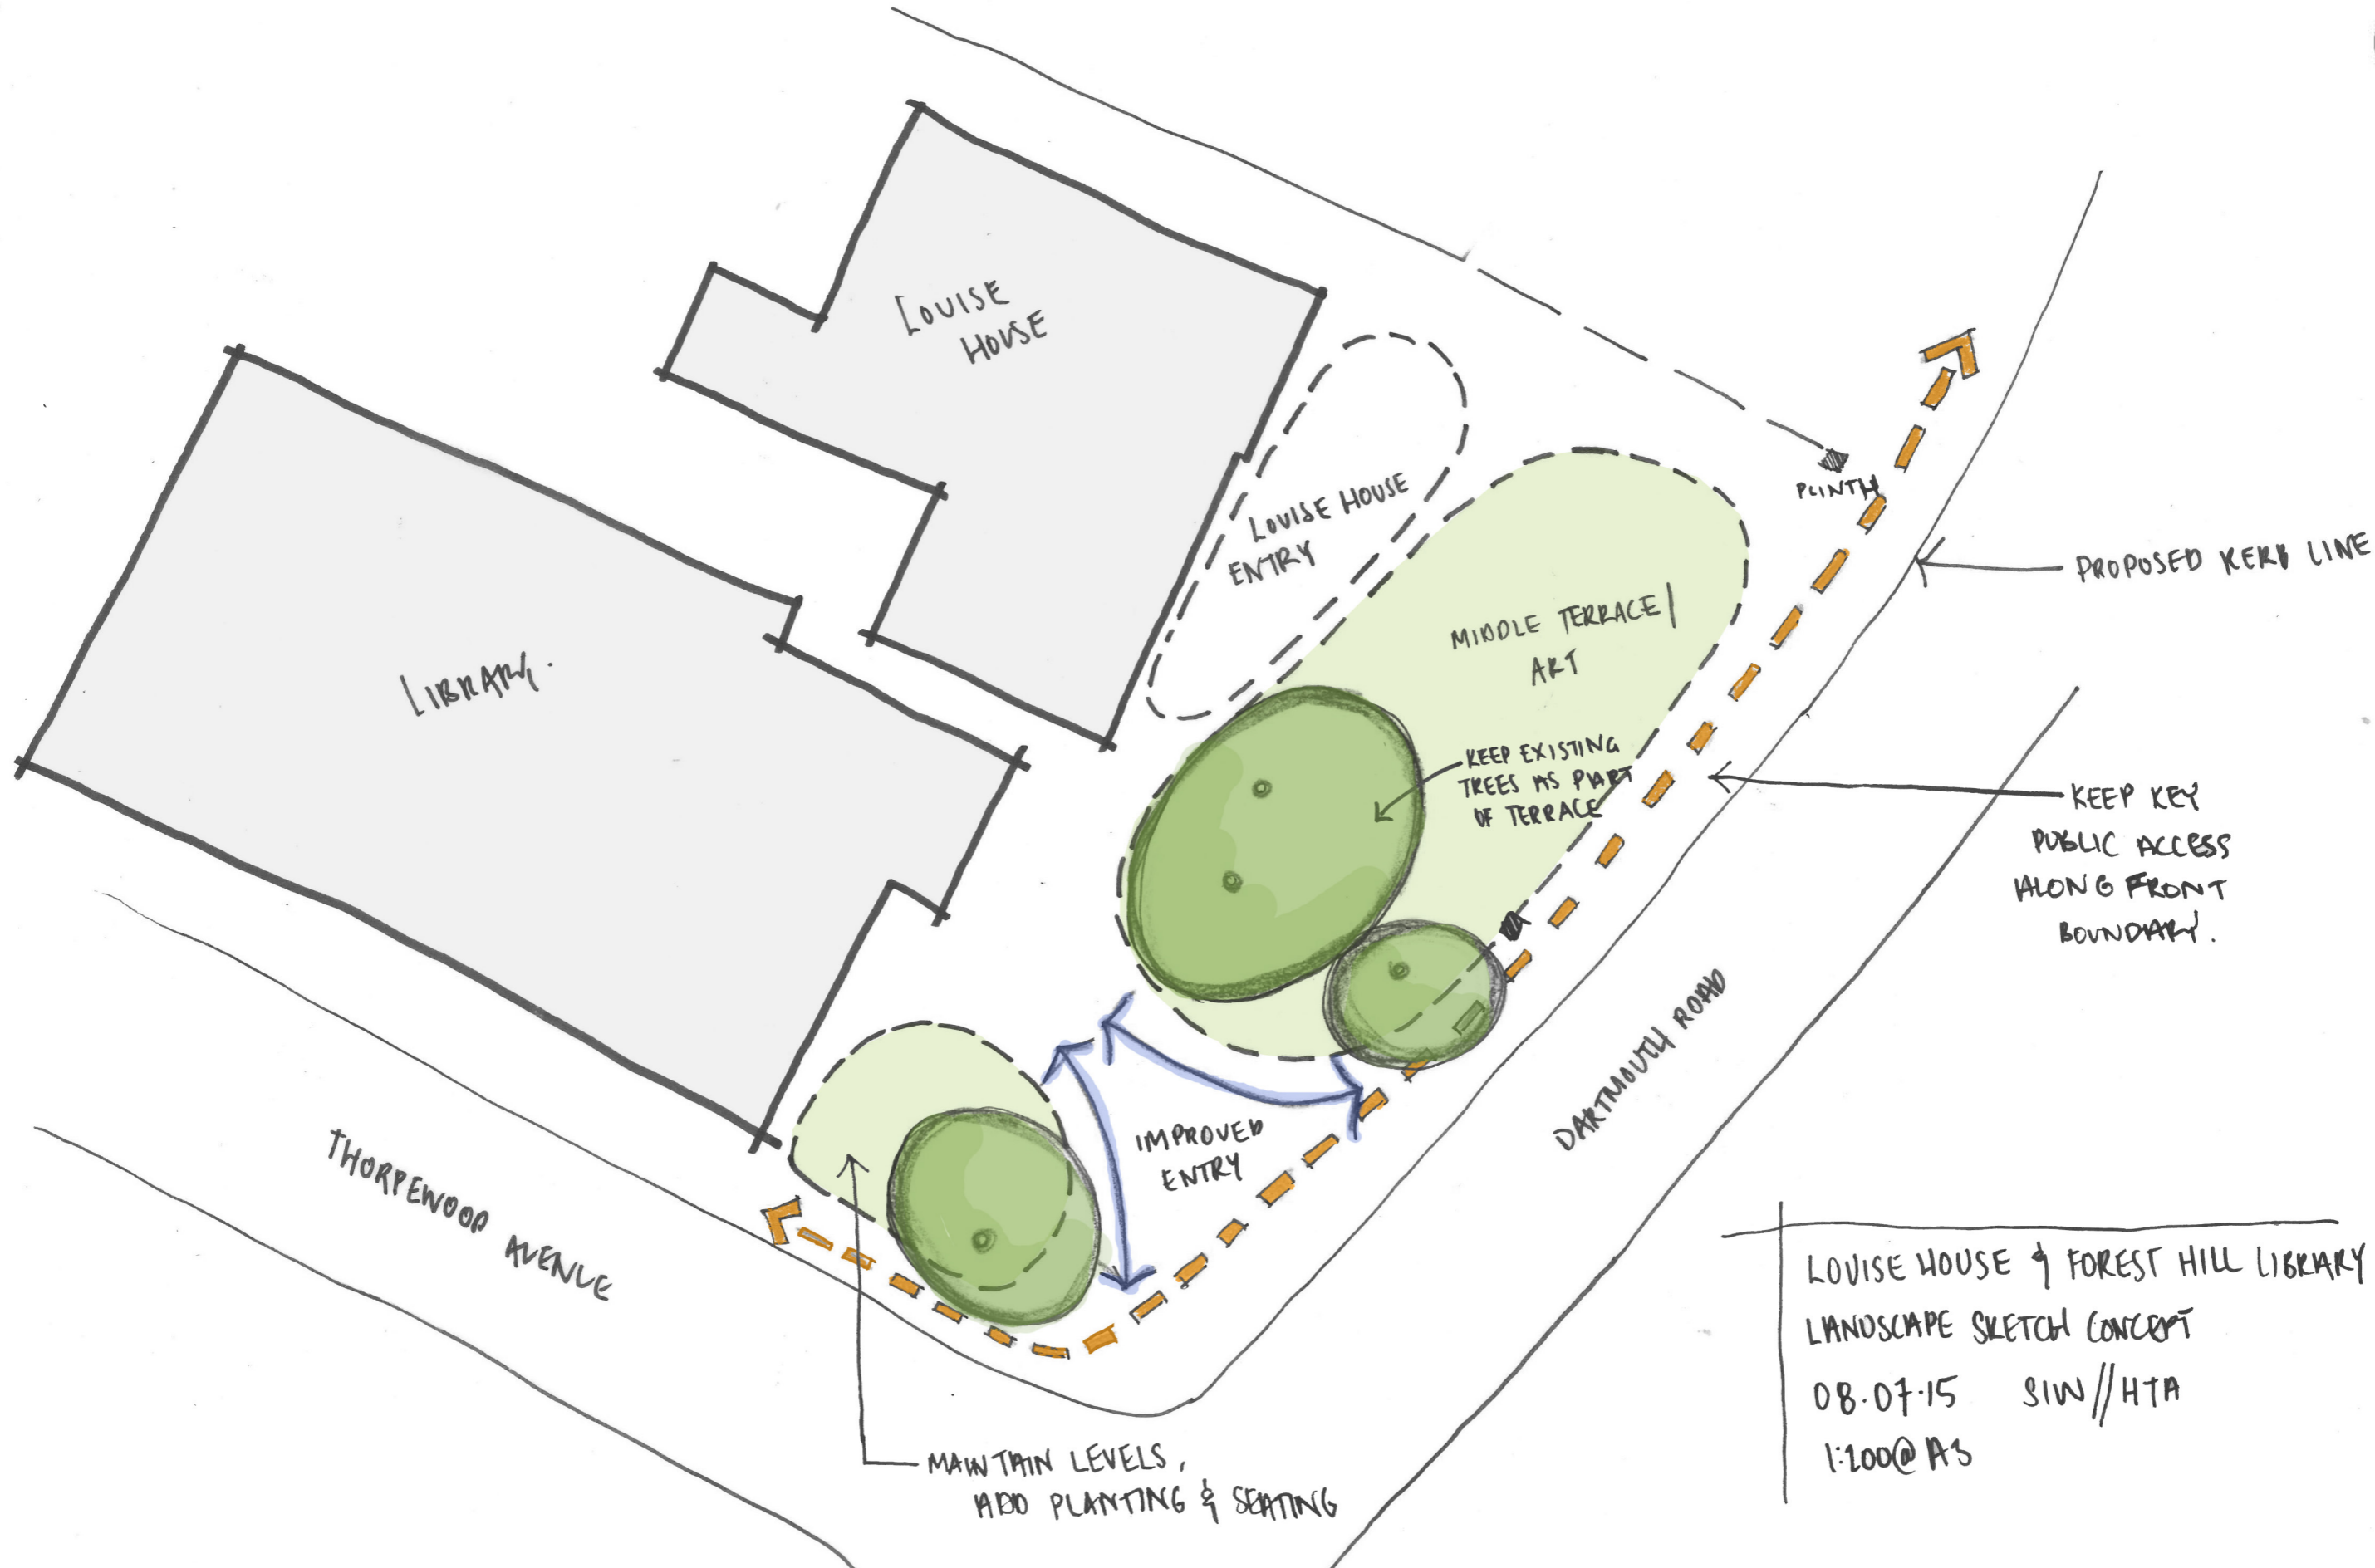 LOUISE
HOUSE
LIBRARY.
LOUISE HOUSE
ENTRY
PLINTH
PROPOSED KERB LINE
MIDDLE TERRACE/
ART
KEEP EXISTING
TREES AS PART
OF TERRACE
KEEP KEY
PUBLIC ACCESS
ALONG FRONT
BOUNDARY.
DARTMOUTH ROAD
IMPROVED
ENTRY
THORPEWOOD AVENUE
MAINTAIN LEVELS,
ADD PLANTING & SEATING
LOUISE HOUSE & FOREST HILL LIBRARY
LANDSCAPE SKETCH CONCEPT
08.07.15 SIW//HTA
1:200@A3